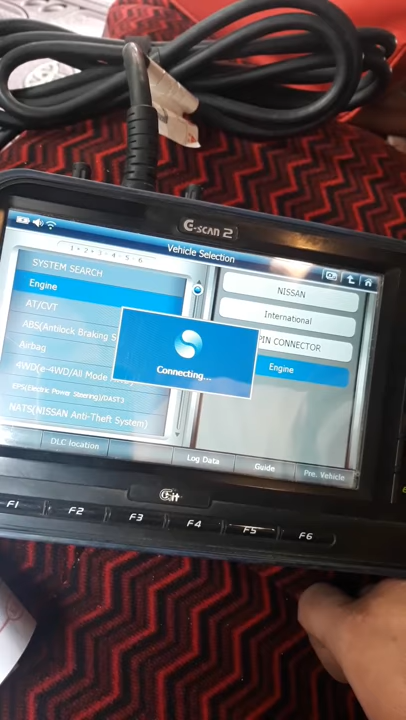 G-SCAN 2
Vehicle Selection
1 • 2 • 3 • 4 • 5 • 6
SYSTEM SEARCH
Engine
AT/CVT
ABS(Antilock Braking S
Airbag
4WD(e-4WD/All Mode
EPS(Electric Power Steering)/DAST3
NATS(NISSAN Anti-Theft System)
NISSAN
International
PIN CONNECTOR
Engine
Connecting...
DLC location
Log Data
Guide
Pre. Vehicle
Git
F1
F2
F3
F4
F5
F6